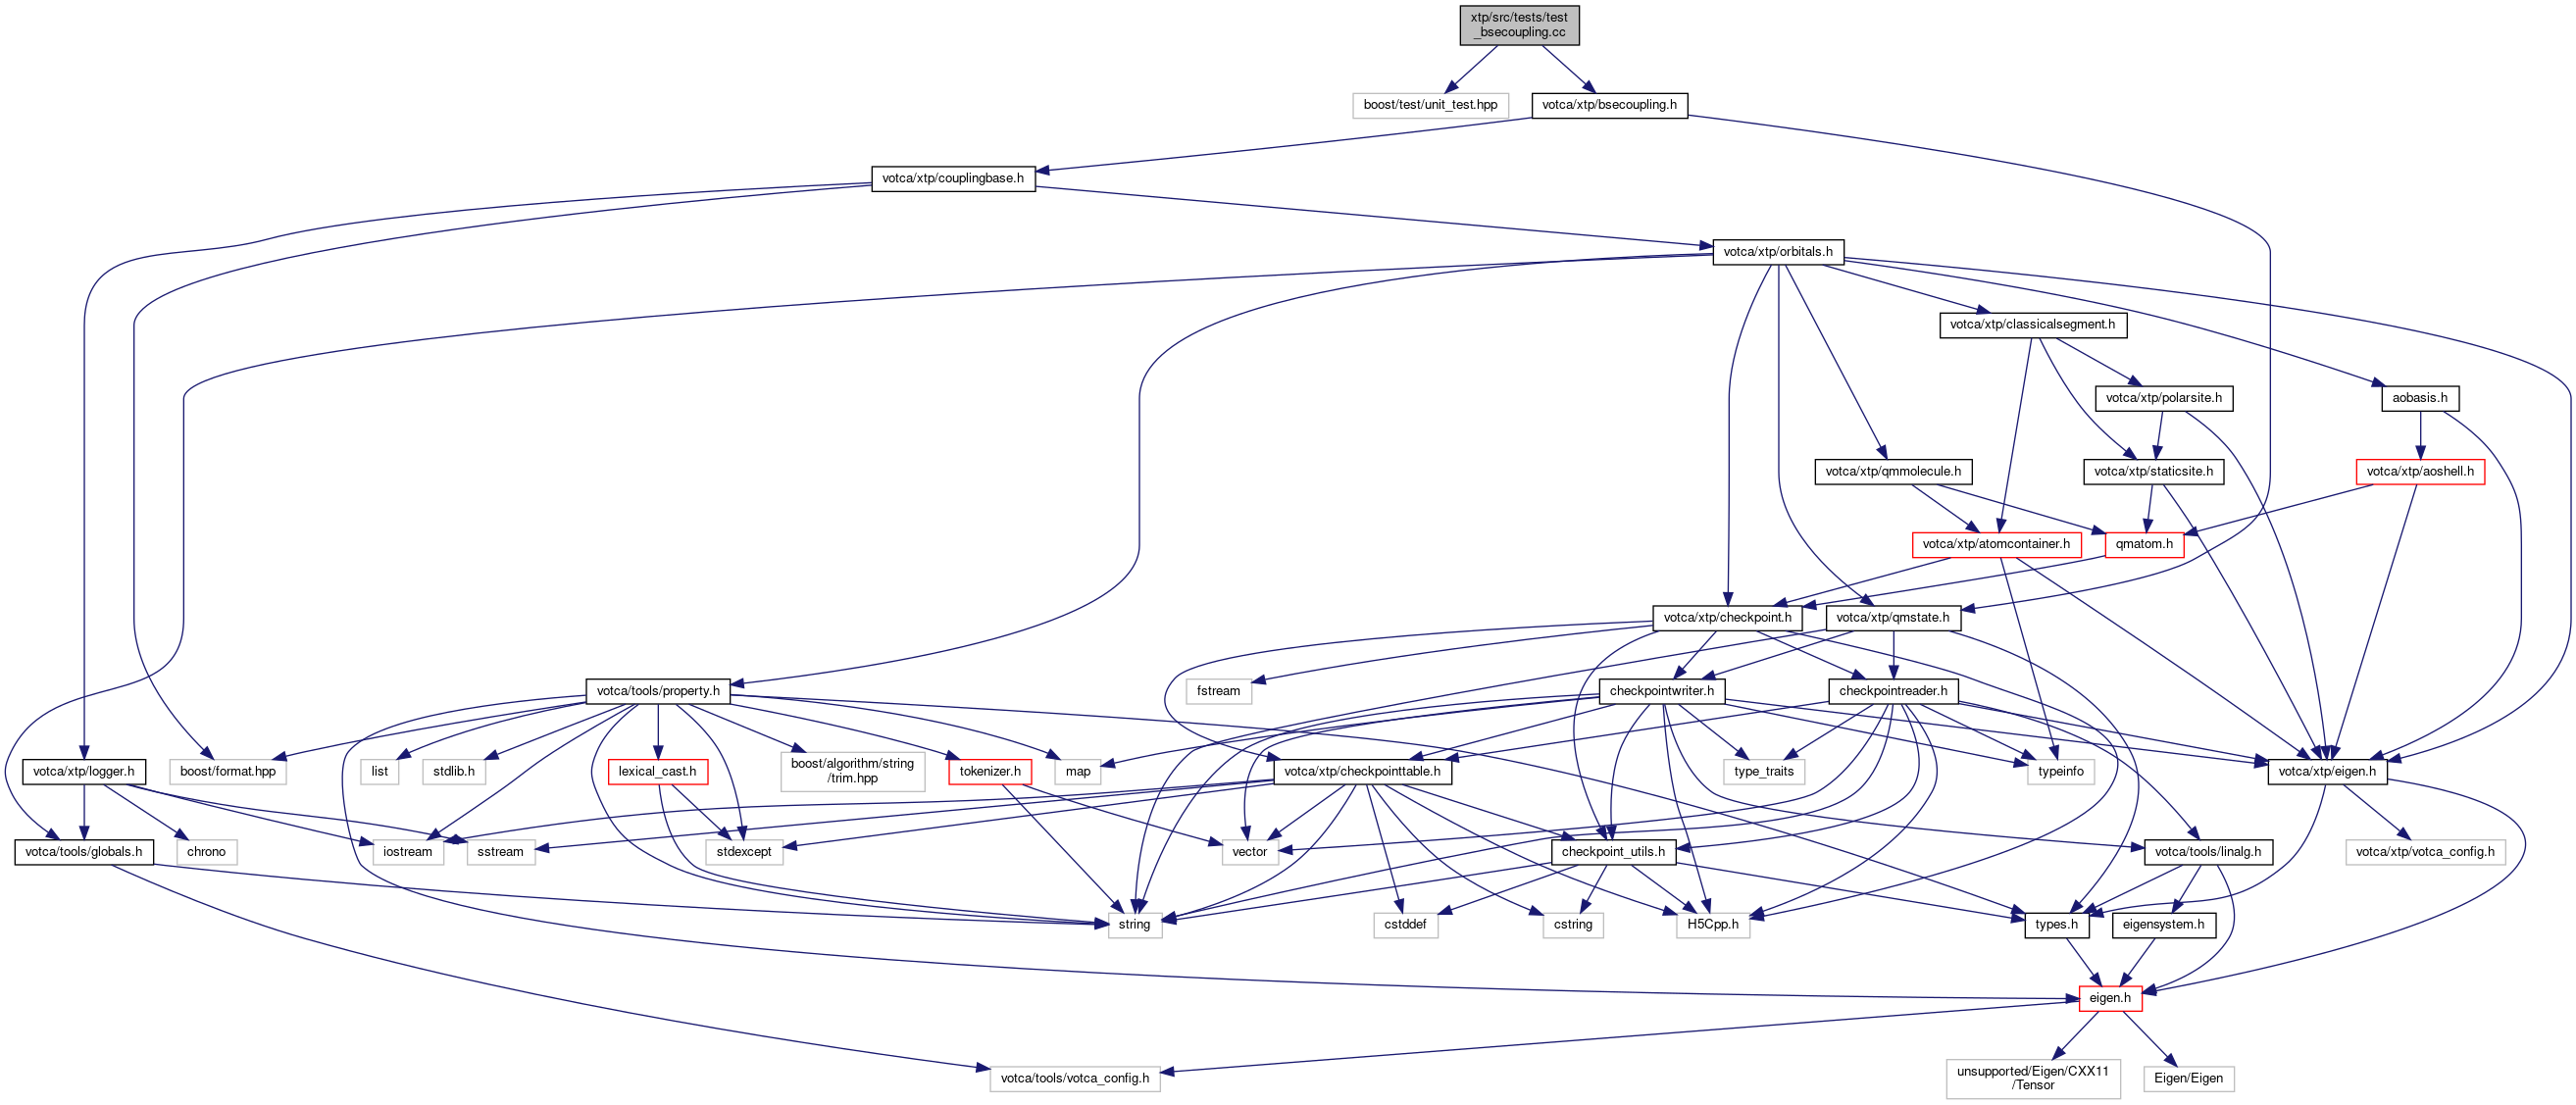 xtp/src/tests/test
_bsecoupling.cc
boost/test/unit_test.hpp
votca/xtp/bsecoupling.h
votca/xtp/couplingbase.h
votca/xtp/orbitals.h
votca/xtp/classicalsegment.h
votca/xtp/polarsite.h
aobasis.h
votca/xtp/qmmolecule.h
votca/xtp/staticsite.h
votca/xtp/aoshell.h
votca/xtp/atomcontainer.h
qmatom.h
votca/xtp/checkpoint.h
votca/xtp/qmstate.h
votca/tools/property.h
fstream
checkpointwriter.h
checkpointreader.h
votca/xtp/logger.h
boost/format.hpp
list
stdlib.h
lexical_cast.h
boost/algorithm/string
/trim.hpp
tokenizer.h
map
votca/xtp/checkpointtable.h
type_traits
typeinfo
votca/xtp/eigen.h
votca/tools/globals.h
chrono
iostream
sstream
stdexcept
vector
checkpoint_utils.h
votca/tools/linalg.h
votca/xtp/votca_config.h
string
cstddef
cstring
H5Cpp.h
types.h
eigensystem.h
eigen.h
votca/tools/votca_config.h
unsupported/Eigen/CXX11
/Tensor
Eigen/Eigen